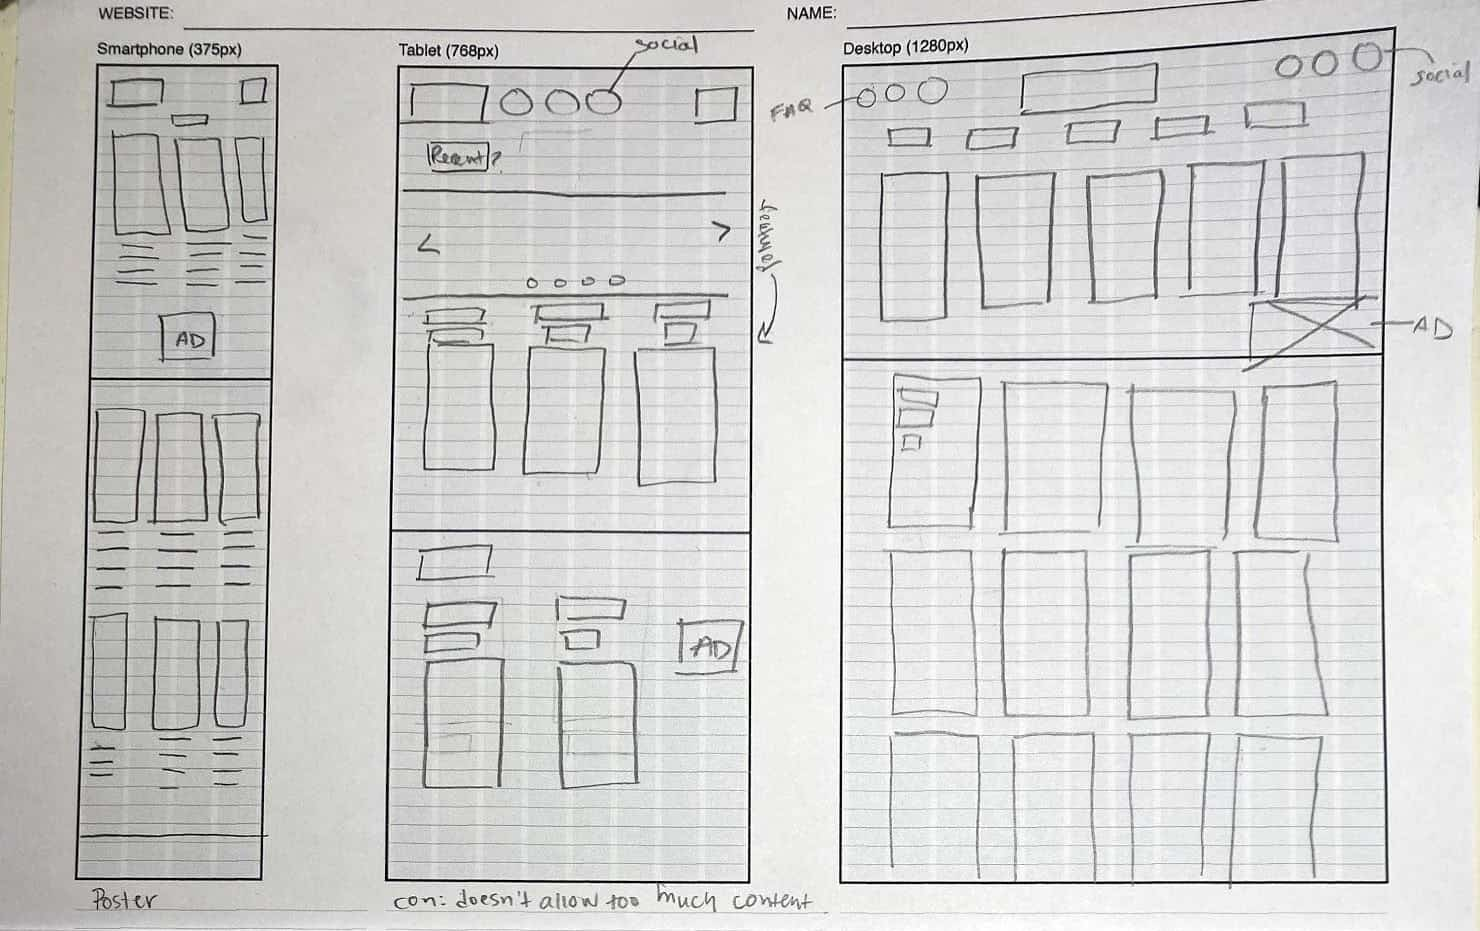 WEBSITE:
NAME:
Smartphone (375px)
Tablet (768px)
social
Desktop (1280px)
social
FAQ
Recent?
<
>
AD
AD
AD
Poster
con: doesn't allow too much content